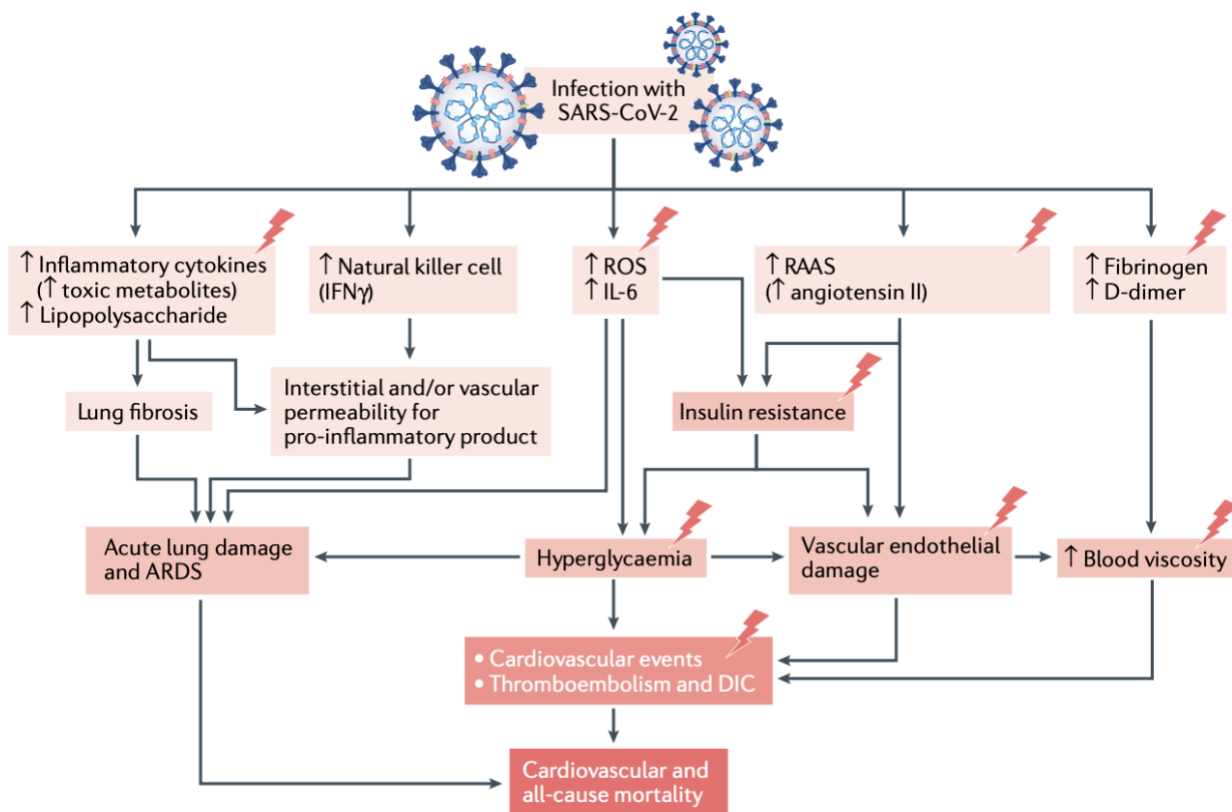 Infection with
SARS-CoV-2
↑ Inflammatory cytokines
(↑ toxic metabolites)
↑ Lipopolysaccharide
↑ Natural killer cell
(IFNγ)
↑ ROS
↑ IL-6
↑ RAAS
(↑ angiotensin II)
↑ Fibrinogen
↑ D-dimer
Lung fibrosis
Interstitial and/or vascular
permeability for
pro-inflammatory product
Insulin resistance
Acute lung damage
and ARDS
Hyperglycaemia
Vascular endothelial
damage
↑ Blood viscosity
• Cardiovascular events
• Thromboembolism and DIC
Cardiovascular and
all-cause mortality